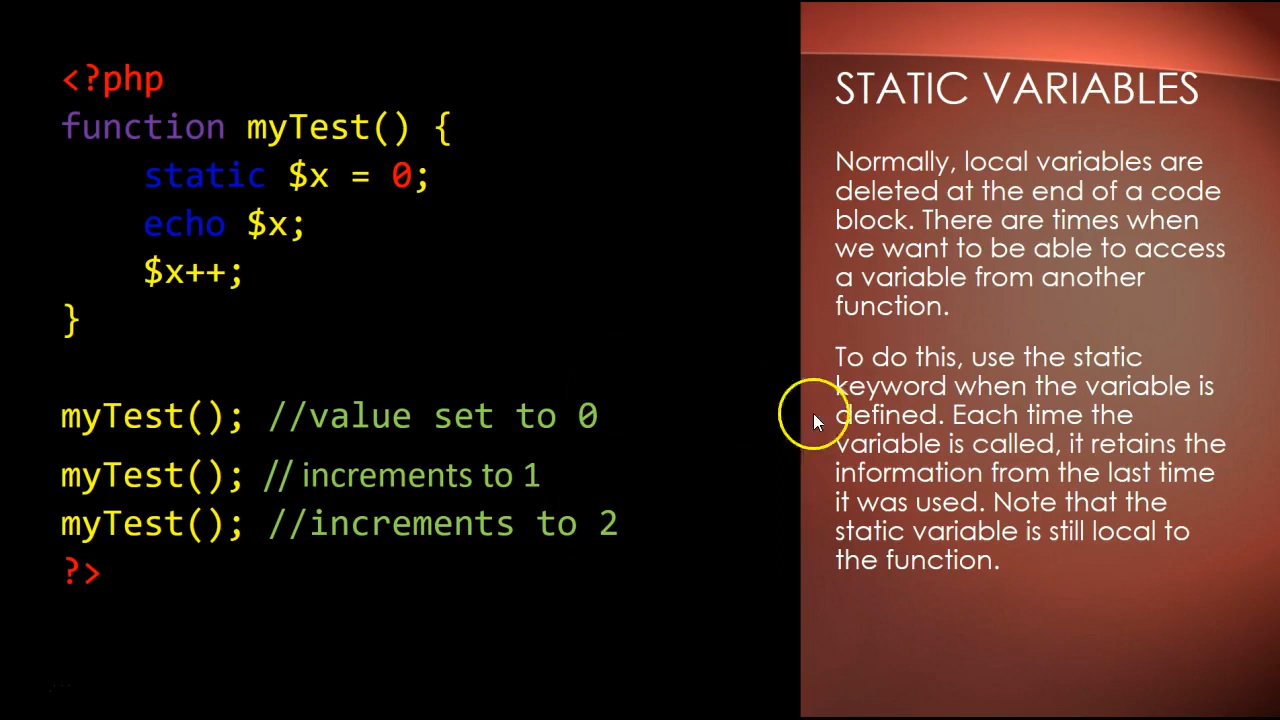 <?php
function myTest() {
static $x = 0;
echo $x;
$x++;
}
myTest(); //value set to 0
myTest(); // increments to 1
myTest(); //increments to 2
?>
STATIC VARIABLES
Normally, local variables are
deleted at the end of a code
block. There are times when
we want to be able to access
a variable from another
function.
To do this, use the static
keyword when the variable is
defined. Each time the
variable is called, it retains the
information from the last time
it was used. Note that the
static variable is still local to
the function.